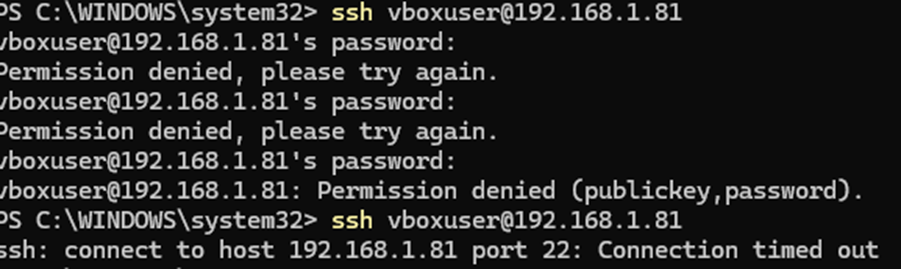 PS C:\WINDOWS\system32> ssh vboxuser@192.168.1.81
vboxuser@192.168.1.81's password:
Permission denied, please try again.
vboxuser@192.168.1.81's password:
Permission denied, please try again.
vboxuser@192.168.1.81's password:
vboxuser@192.168.1.81: Permission denied (publickey,password).
PS C:\WINDOWS\system32> ssh vboxuser@192.168.1.81
ssh: connect to host 192.168.1.81 port 22: Connection timed out